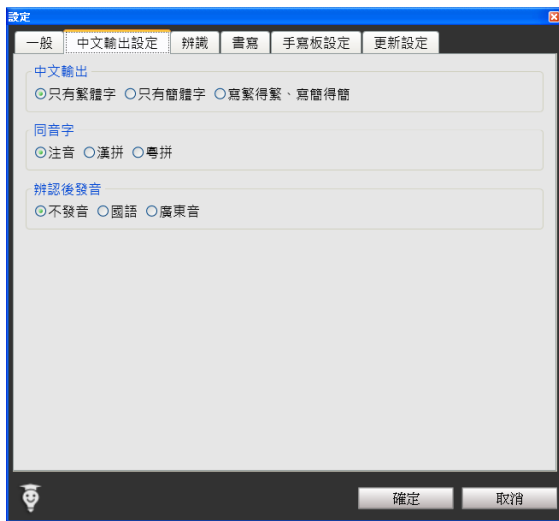 設定
一般 中文輸出設定 辨識 書寫 手寫板設定 更新設定
中文輸出
只有繁體字 只有簡體字 寫繁得繁、寫簡得簡
同音字
注音 漢拼 粵拼
辨認後發音
不發音 國語 廣東音
確定 取消